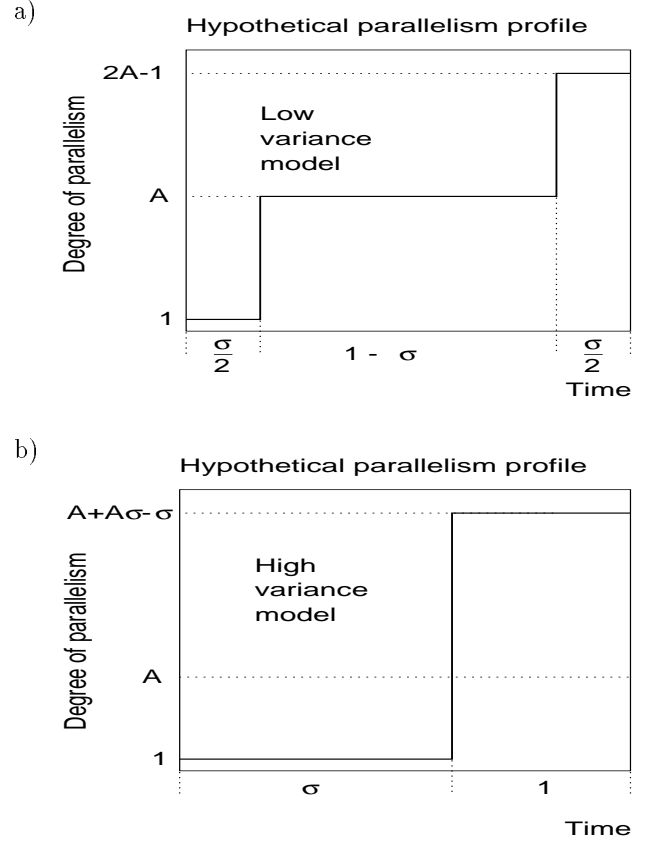 a)
Hypothetical parallelism profile
2A-1
Low
variance
model
Degree of parallelism
A
1
σ/2
1 - σ
σ/2
Time
b)
Hypothetical parallelism profile
A+Aσ-σ
High
variance
model
Degree of parallelism
A
1
σ
1
Time